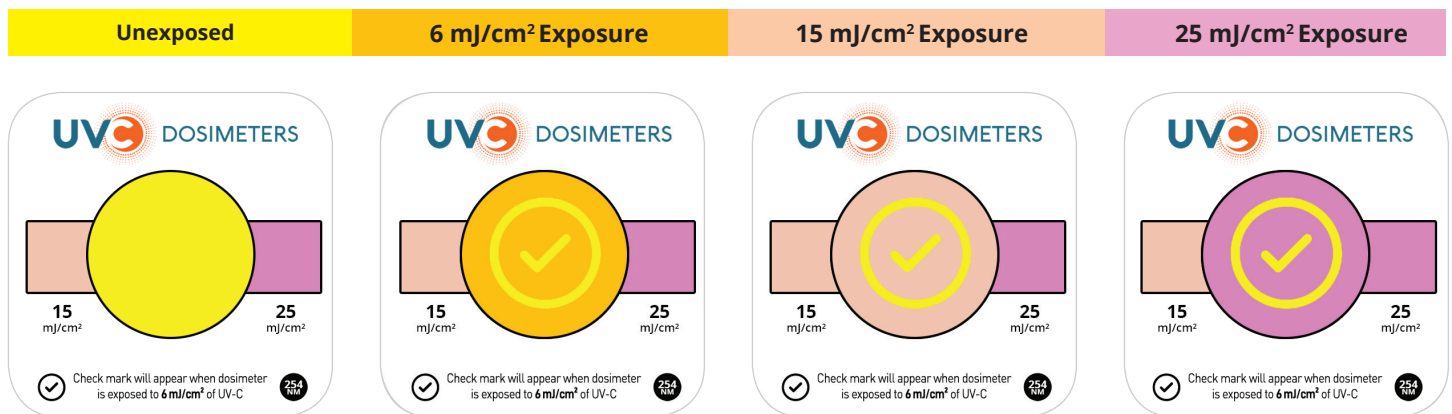 Unexposed
6 mJ/cm² Exposure
15 mJ/cm² Exposure
25 mJ/cm² Exposure
UVC DOSIMETERS
15
mJ/cm²
25
mJ/cm²
Check mark will appear when dosimeter
is exposed to 6 mJ/cm² of UV-C
254
NM
UVC DOSIMETERS
15
mJ/cm²
25
mJ/cm²
Check mark will appear when dosimeter
is exposed to 6 mJ/cm² of UV-C
254
NM
UVC DOSIMETERS
15
mJ/cm²
25
mJ/cm²
Check mark will appear when dosimeter
is exposed to 6 mJ/cm² of UV-C
254
NM
UVC DOSIMETERS
15
mJ/cm²
25
mJ/cm²
Check mark will appear when dosimeter
is exposed to 6 mJ/cm² of UV-C
254
NM